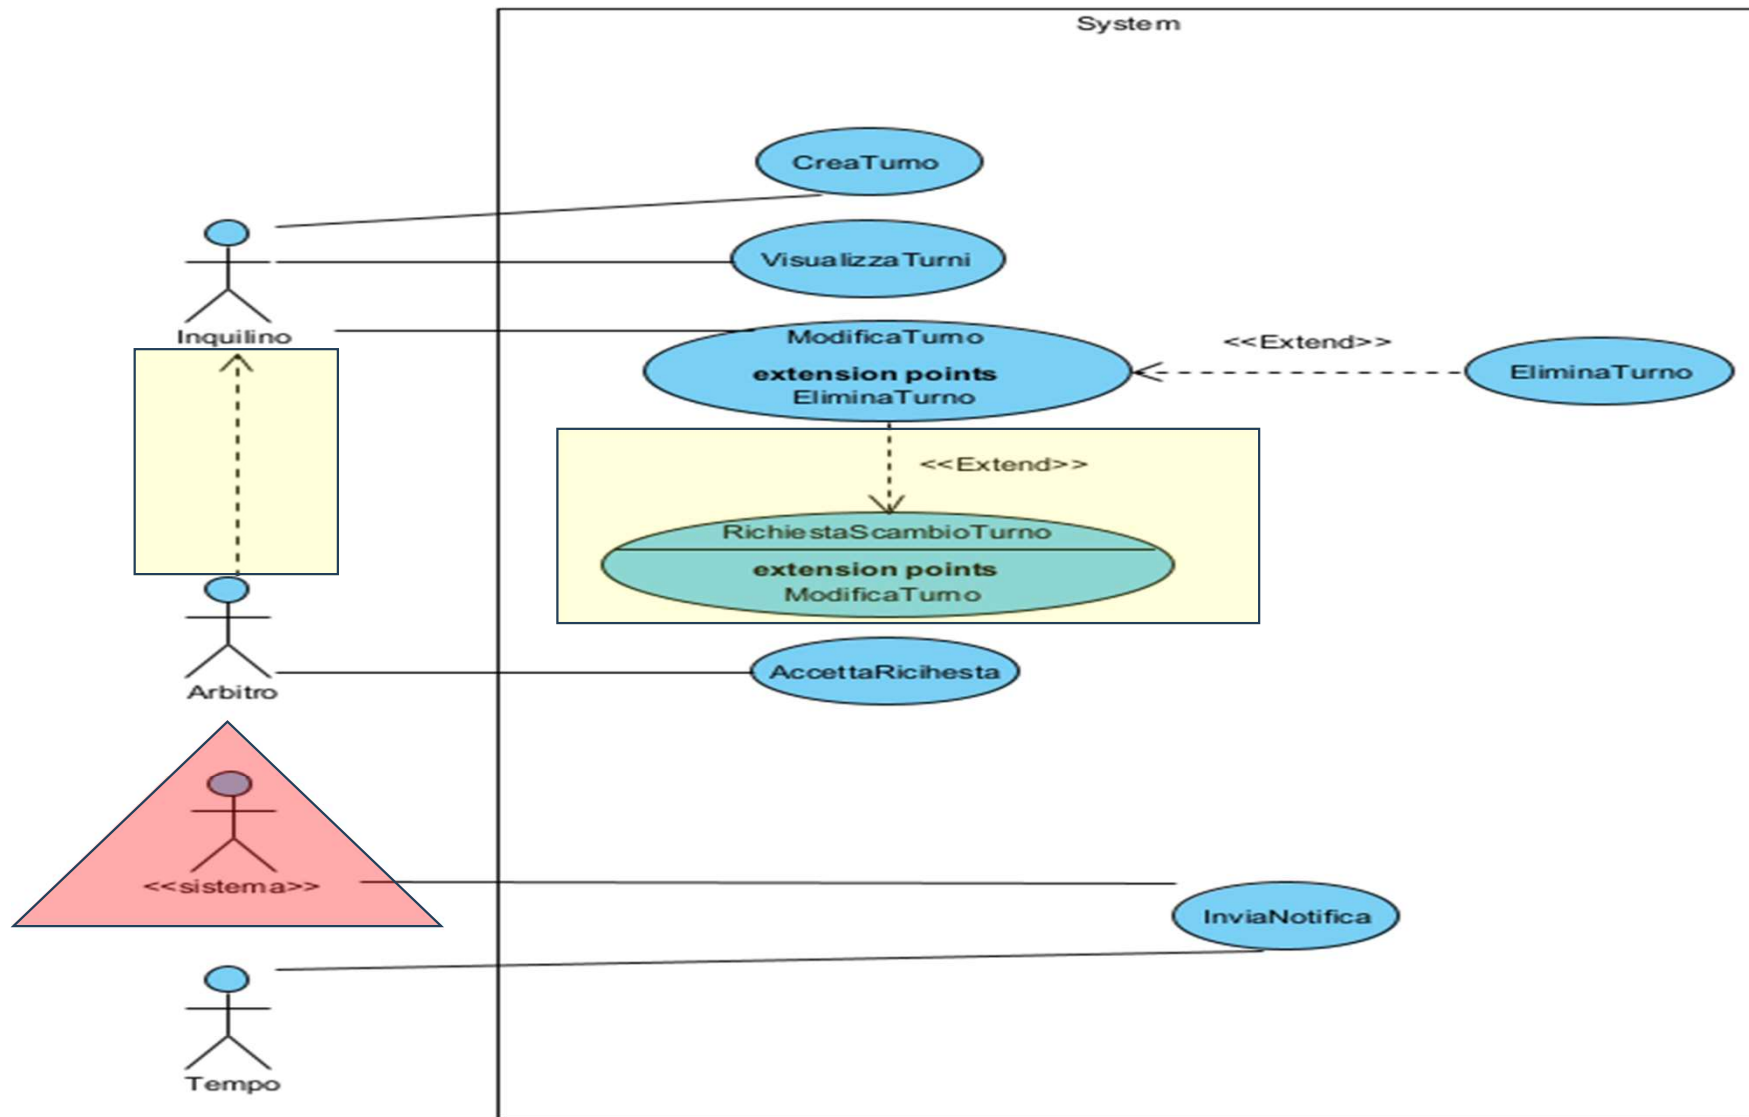 System
CreaTurno
VisualizzaTurni
Inquilino
ModificaTurno
extension points
EliminaTurno
<<Extend>>
EliminaTurno
<<Extend>>
RichiestaScambioTurno
extension points
ModificaTurno
AccettaRicihesta
Arbitro
<<sistema>>
InviaNotifica
Tempo